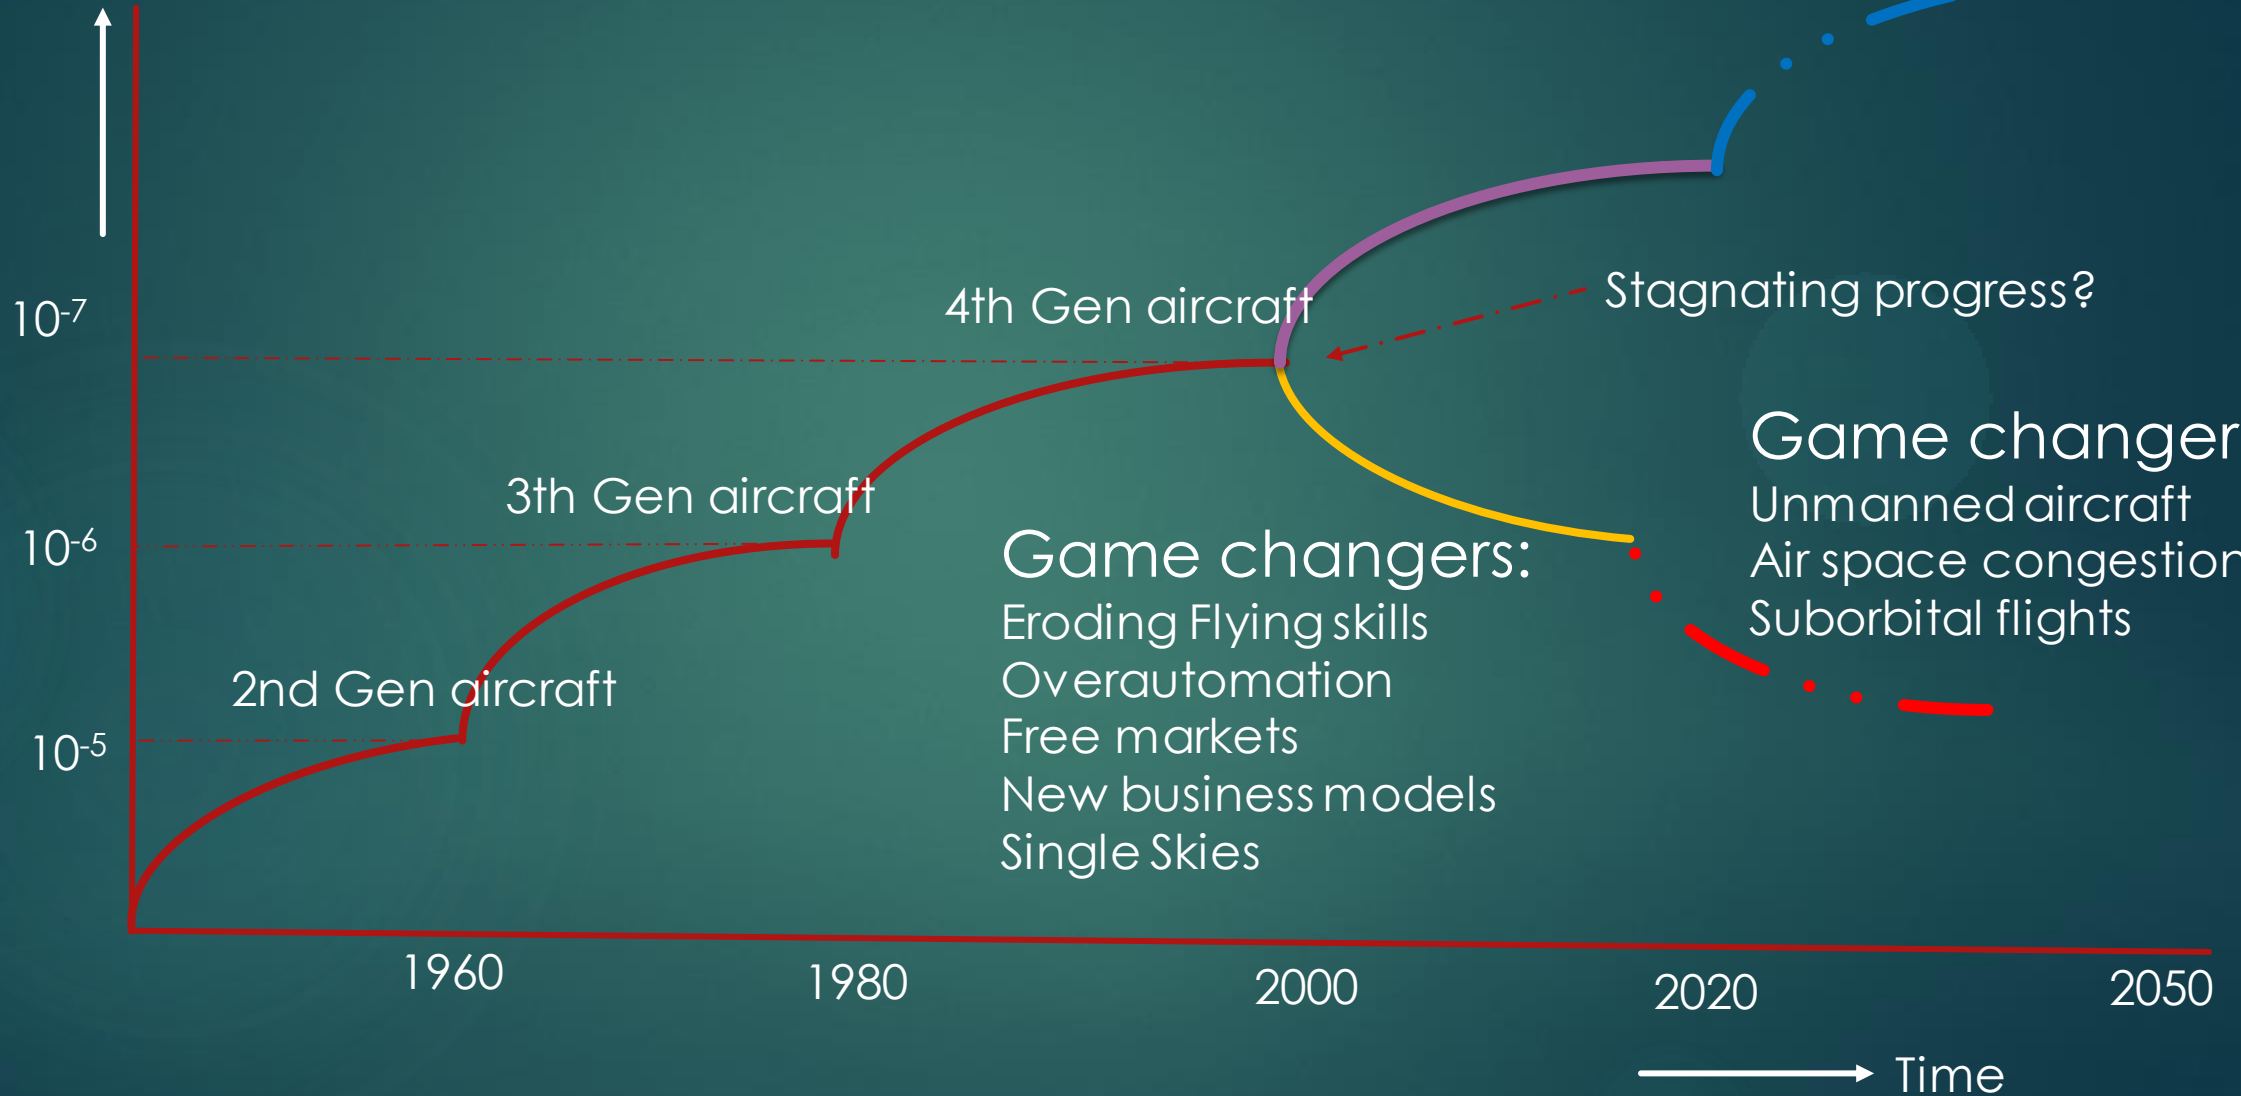 10-7
10-6
10-5
4th Gen aircraft
3th Gen aircraft
2nd Gen aircraft
Stagnating progress?
Game changers:
Eroding Flying skills
Overautomation
Free markets
New business models
Single Skies
Game changer
Unmanned aircraft
Air space congestion
Suborbital flights
1960
1980
2000
2020
2050
Time